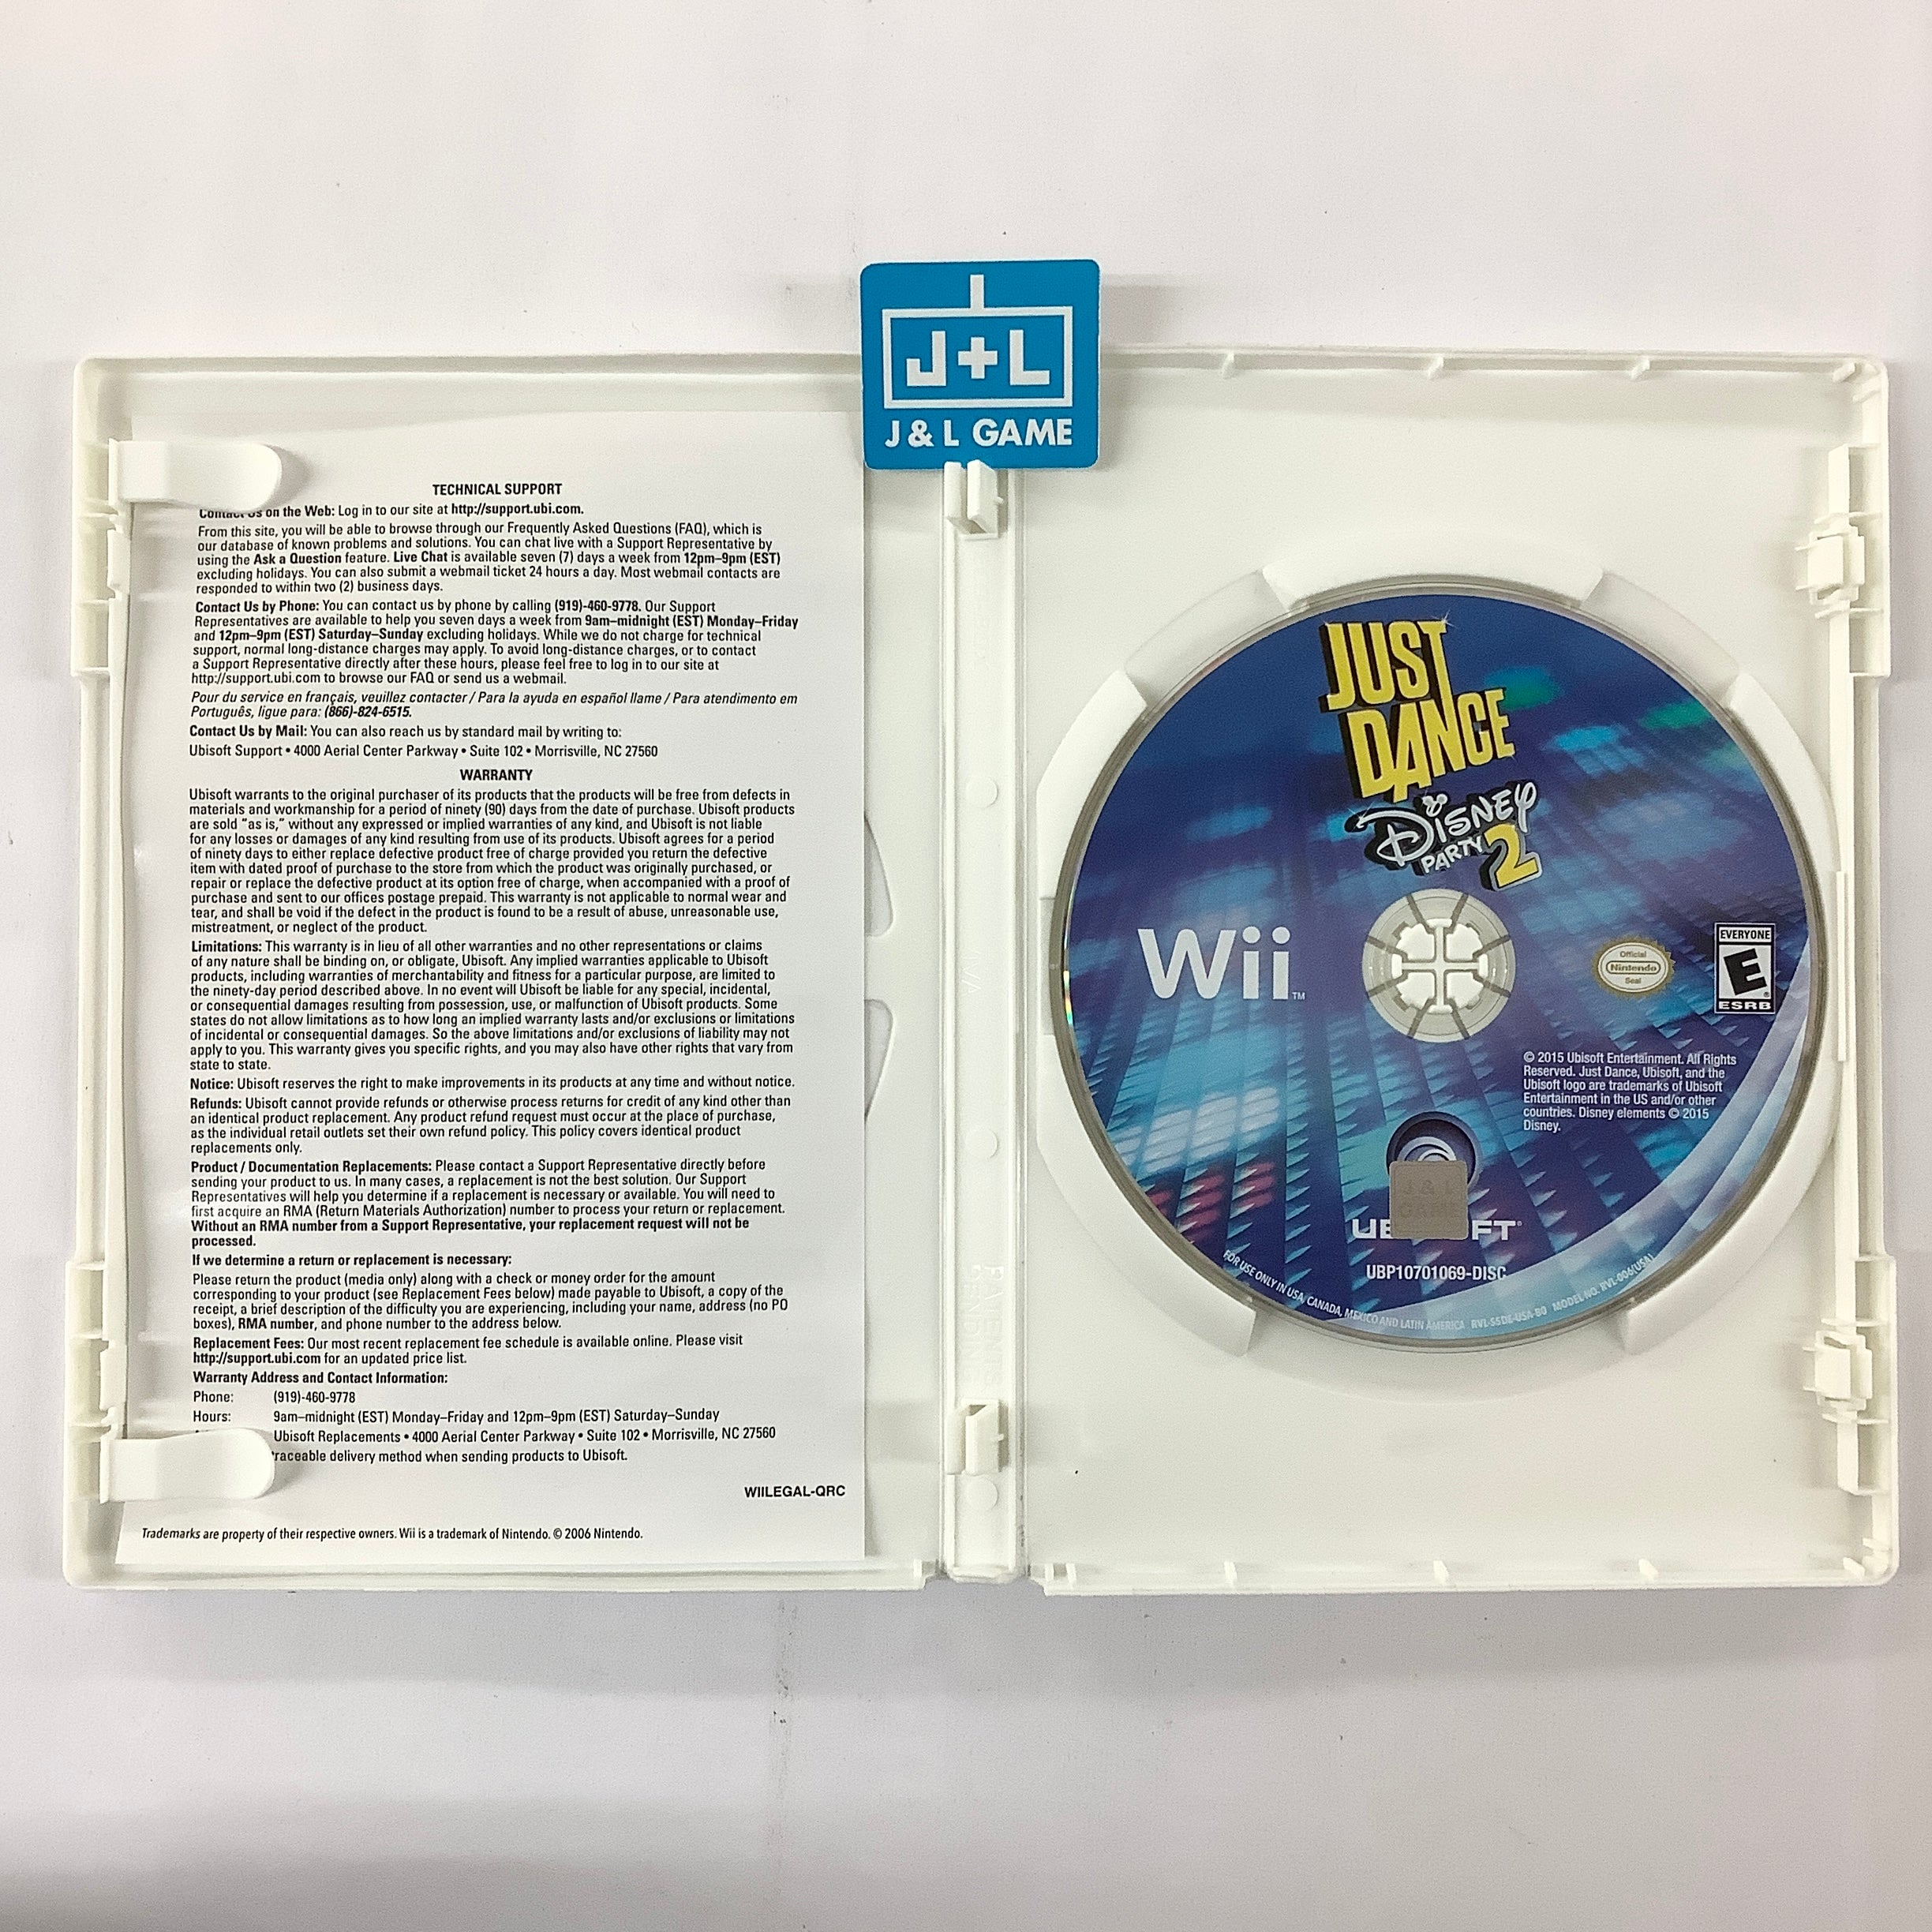 J+L
J & L GAME
TECHNICAL SUPPORT
Contact Us on the Web: Log in to our site at http://support.ubi.com.
From this site, you will be able to browse through our Frequently Asked Questions (FAQ), which is
our database of known problems and solutions. You can chat live with a Support Representative by
using the Ask a Question feature. Live Chat is available seven (7) days a week from 12pm–9pm (EST)
excluding holidays. You can also submit a webmail ticket 24 hours a day. Most webmail contacts are
responded to within two (2) business days.
Contact Us by Phone: You can contact us by phone by calling (919)-460-9778. Our Support
Representatives are available to help you seven days a week from 9am–midnight (EST) Monday–Friday
and 12pm–9pm (EST) Saturday–Sunday excluding holidays. While we do not charge for technical
support, normal long-distance charges may apply. To avoid long-distance charges, or to contact
a Support Representative directly after these hours, please feel free to log in to our site at
http://support.ubi.com to browse our FAQ or send us a webmail.
Pour du service en français, veuillez contacter / Para la ayuda en español llame / Para atendimento em
Português, ligue para: (866)-824-6515.
Contact Us by Mail: You can also reach us by standard mail by writing to:
Ubisoft Support • 4000 Aerial Center Parkway • Suite 102 • Morrisville, NC 27560
WARRANTY
Ubisoft warrants to the original purchaser of its products that the products will be free from defects in
materials and workmanship for a period of ninety (90) days from the date of purchase. Ubisoft products
are sold “as is,” without any expressed or implied warranties of any kind, and Ubisoft is not liable
for any losses or damages of any kind resulting from use of its products. Ubisoft agrees for a period
of ninety days to either replace defective product free of charge provided you return the defective
item with dated proof of purchase to the store from which the product was originally purchased, or
repair or replace the defective product at its option free of charge, when accompanied with a proof of
purchase and sent to our offices postage prepaid. This warranty is not applicable to normal wear and
tear, and shall be void if the defect in the product is found to be a result of abuse, unreasonable use,
mistreatment, or neglect of the product.
Limitations: This warranty is in lieu of all other warranties and no other representations or claims
of any nature shall be binding on, or obligate, Ubisoft. Any implied warranties applicable to Ubisoft
products, including warranties of merchantability and fitness for a particular purpose, are limited to
the ninety-day period described above. In no event will Ubisoft be liable for any special, incidental,
or consequential damages resulting from possession, use, or malfunction of Ubisoft products. Some
states do not allow limitations as to how long an implied warranty lasts and/or exclusions or limitations
of incidental or consequential damages. So the above limitations and/or exclusions of liability may not
apply to you. This warranty gives you specific rights, and you may also have other rights that vary from
state to state.
Notice: Ubisoft reserves the right to make improvements in its products at any time and without notice.
Refunds: Ubisoft cannot provide refunds or otherwise process returns for credit of any kind other than
an identical product replacement. Any product refund request must occur at the place of purchase,
as the individual retail outlets set their own refund policy. This policy covers identical product
replacements only.
Product / Documentation Replacements: Please contact a Support Representative directly before
sending your product to us. In many cases, a replacement is not the best solution. Our Support
Representatives will help you determine if a replacement is necessary or available. You will need to
first acquire an RMA (Return Materials Authorization) number to process your return or replacement.
Without an RMA number from a Support Representative, your replacement request will not be
processed.
If we determine a return or replacement is necessary:
Please return the product (media only) along with a check or money order for the amount
corresponding to your product (see Replacement Fees below) made payable to Ubisoft, a copy of the
receipt, a brief description of the difficulty you are experiencing, including your name, address (no PO
boxes), RMA number, and phone number to the address below.
Replacement Fees: Our most recent replacement fee schedule is available online. Please visit
http://support.ubi.com for an updated price list.
Warranty Address and Contact Information:
Phone: (919)-460-9778
Hours: 9am–midnight (EST) Monday–Friday and 12pm–9pm (EST) Saturday–Sunday
Ubisoft Replacements • 4000 Aerial Center Parkway • Suite 102 • Morrisville, NC 27560
traceable delivery method when sending products to Ubisoft.
WIILEGAL-QRC
Trademarks are property of their respective owners. Wii is a trademark of Nintendo. © 2006 Nintendo.
JUST
DANCE
DISNEY
PARTY 2
Wii™
Official
Nintendo
Seal
EVERYONE
E
ESRB
© 2015 Ubisoft Entertainment. All Rights
Reserved. Just Dance, Ubisoft, and the
Ubisoft logo are trademarks of Ubisoft
Entertainment in the US and/or other
countries. Disney elements © 2015
Disney.
J & L
GAME
UBP10701069-DISC
FOR USE ONLY IN USA, CANADA, MEXICO AND LATIN AMERICA RVL-S5DE-USA-B0 MODEL NO. RVL-006(USA)